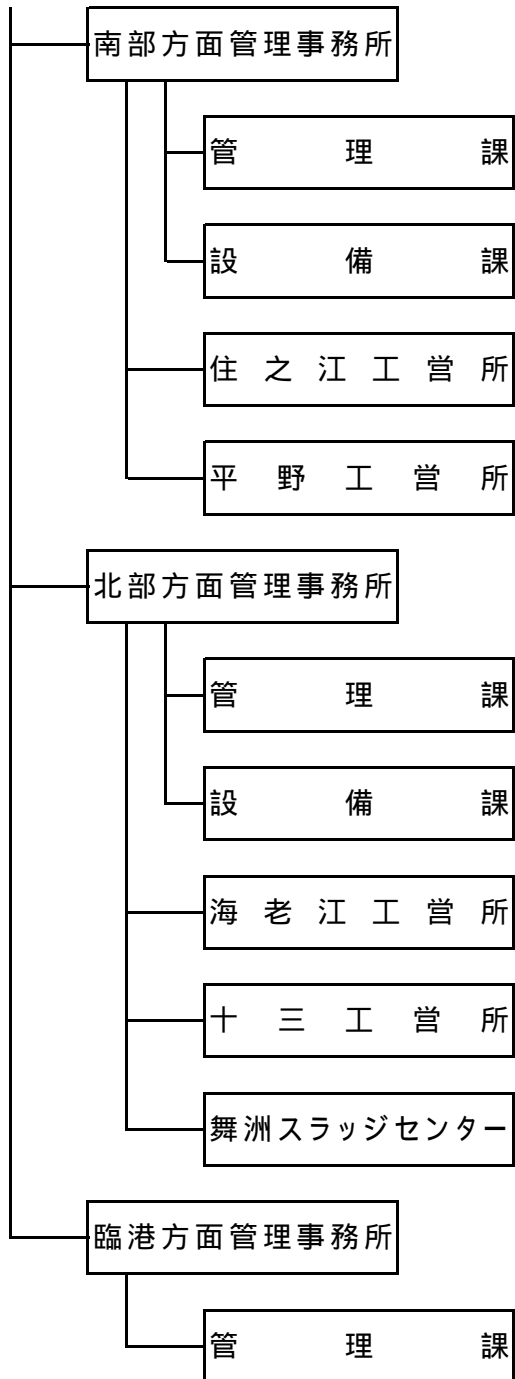 南部方面管理事務所
管理課
設備課
住之江工営所
平野工営所
北部方面管理事務所
管理課
設備課
海老江工営所
十三工営所
舞洲スラッジセンター
臨港方面管理事務所
管理課